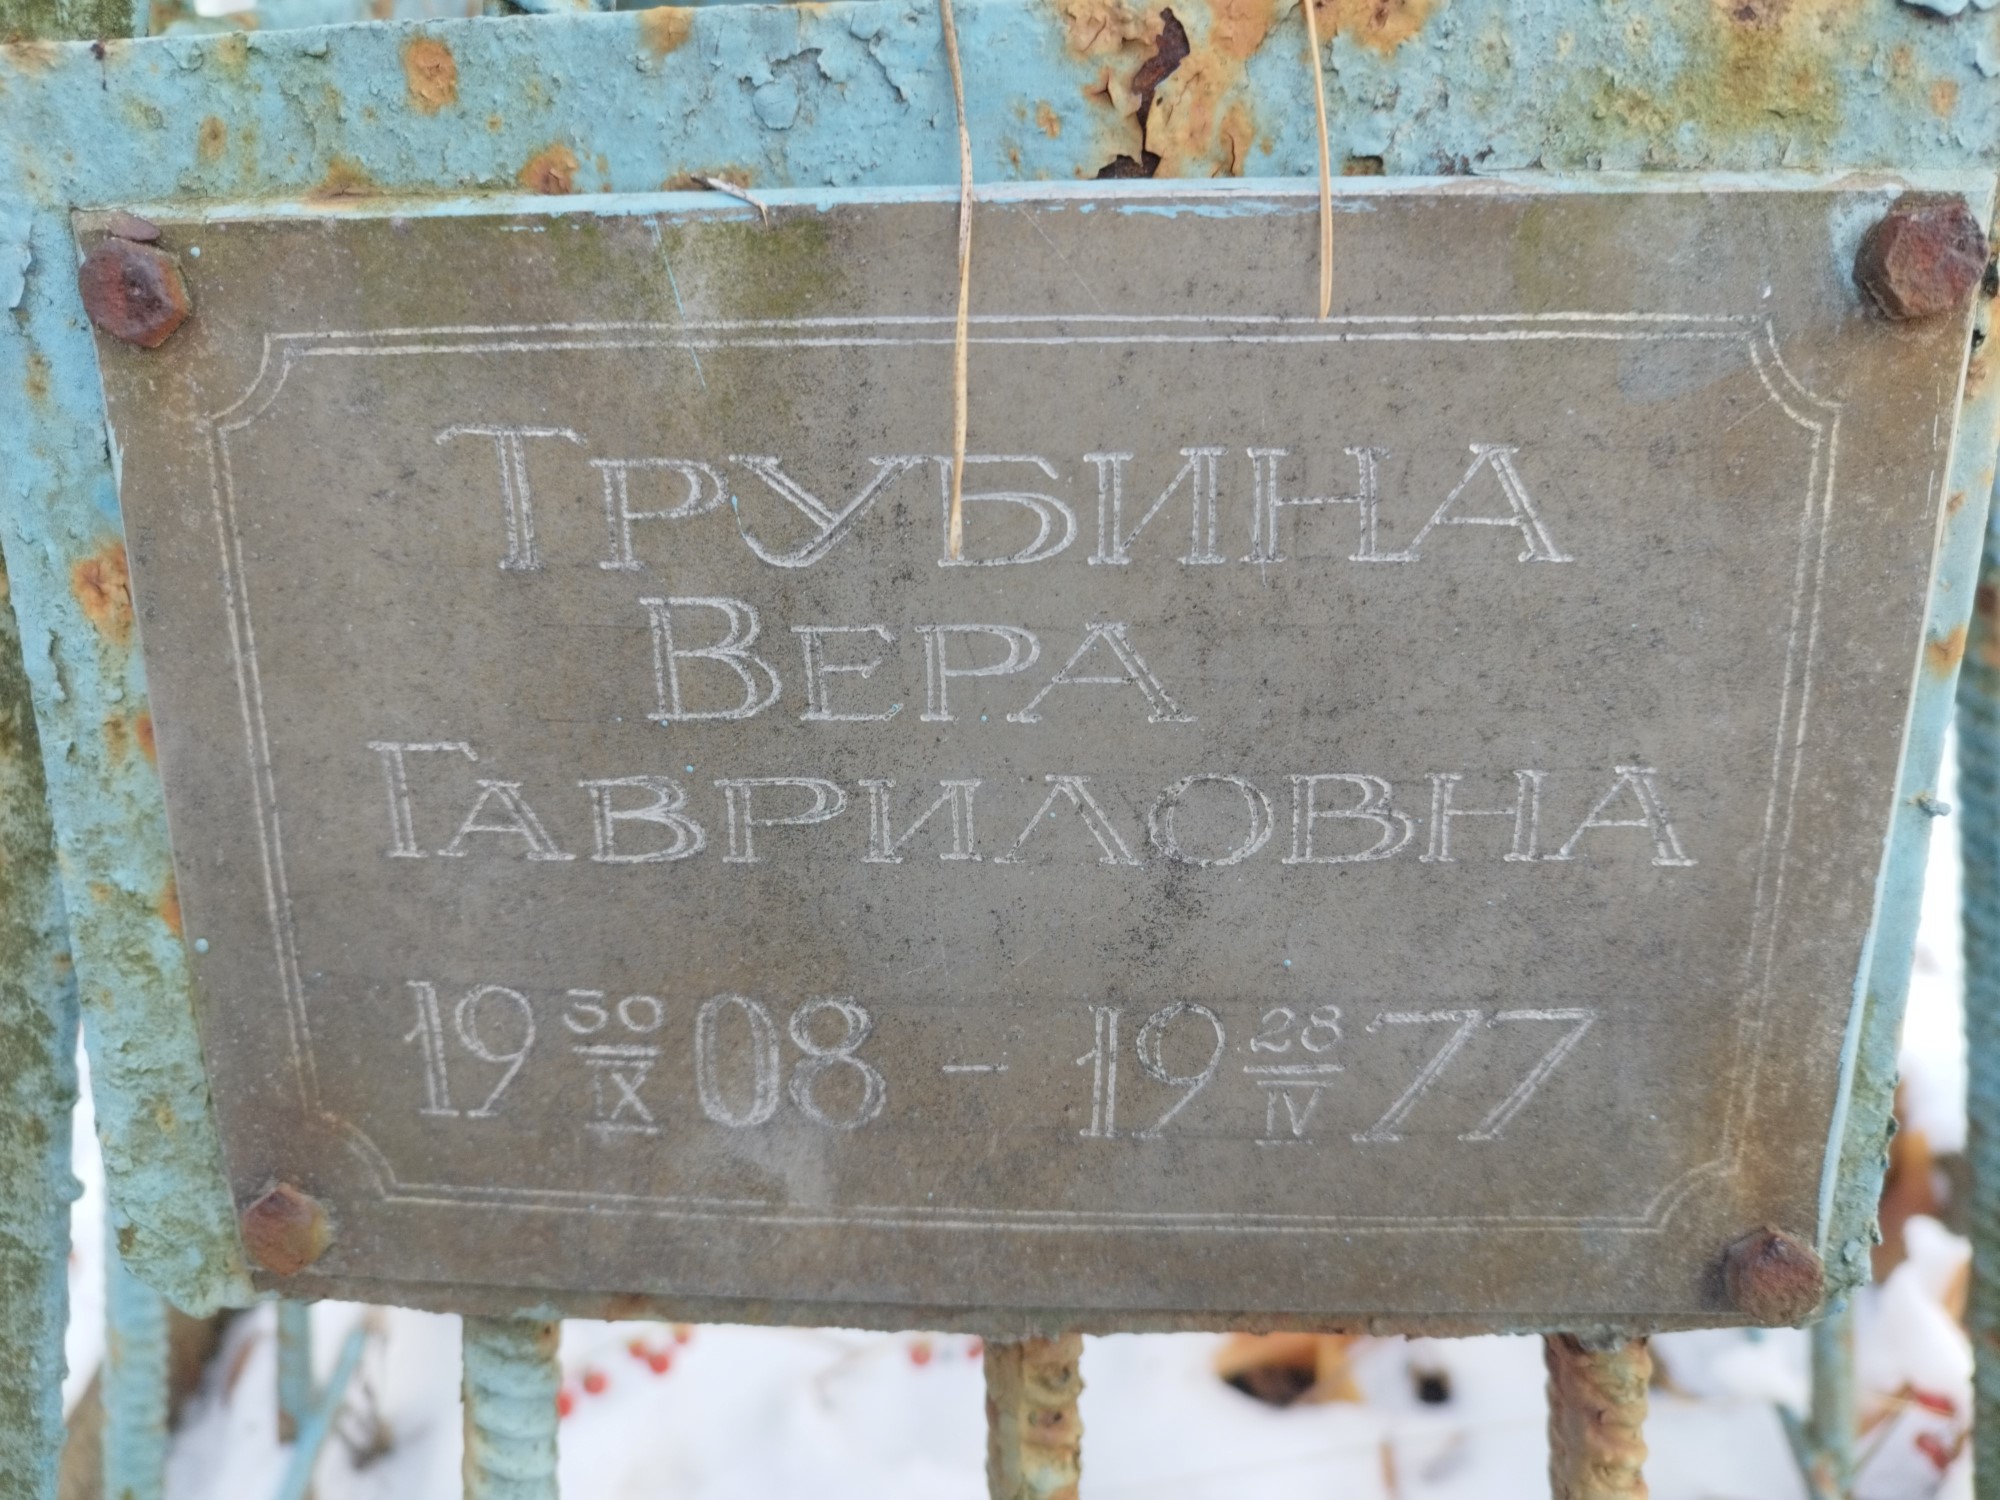 Трубина
Вера
Гавриловна
19 30/IX 08 - 19 28/IV 77